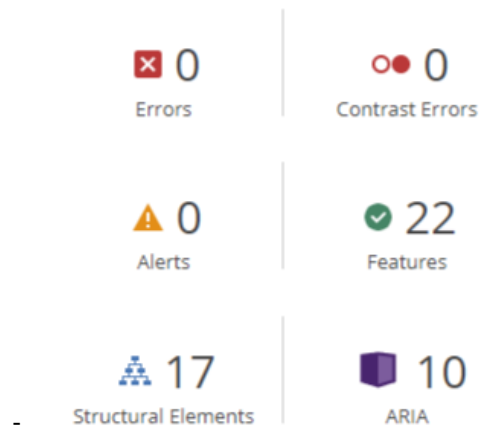 0
0
Errors
Contrast Errors
0
22
Alerts
Features
17
10
Structural Elements
ARIA
-